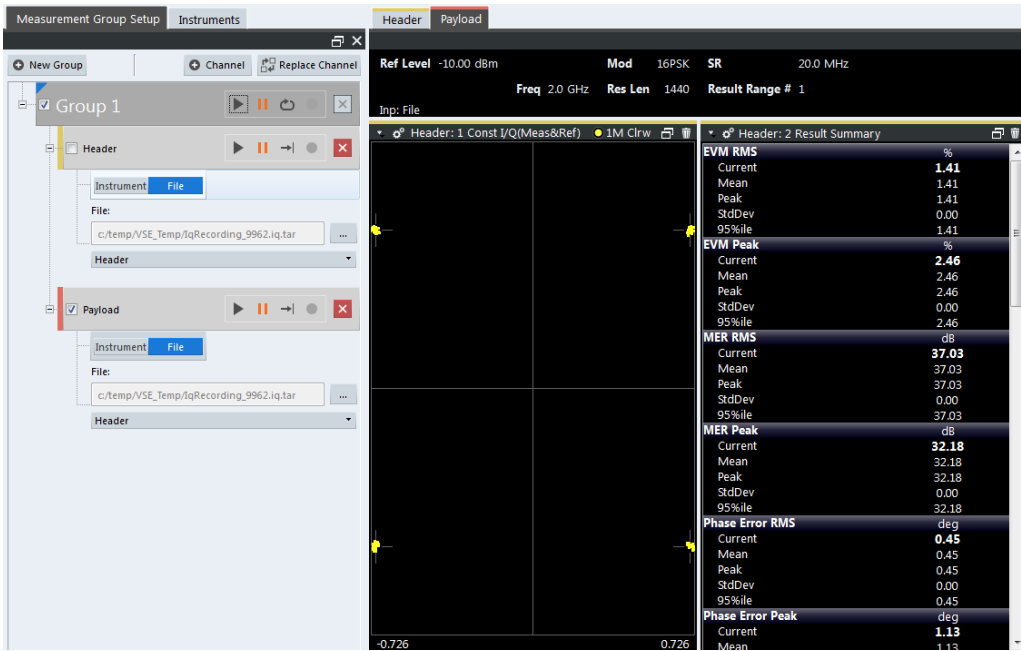 Measurement Group Setup
Instruments
New Group
Channel
Replace Channel
Group 1
Header
Instrument File
File:
c:/temp/VSE_Temp/IqRecording_9962.iq.tar
...
Header
Payload
Instrument File
File:
c:/temp/VSE_Temp/IqRecording_9962.iq.tar
...
Header
Header
Payload
Ref Level -10.00 dBm Mod 16PSK SR 20.0 MHz
Freq 2.0 GHz Res Len 1440 Result Range # 1
Inp: File
Header: 1 Const I/Q(Meas&Ref) 1M Clrw
-0.726 0.726
Header: 2 Result Summary
EVM RMS %
Current 1.41
Mean 1.41
Peak 1.41
StdDev 0.00
95%ile 1.41
EVM Peak %
Current 2.46
Mean 2.46
Peak 2.46
StdDev 0.00
95%ile 2.46
MER RMS dB
Current 37.03
Mean 37.03
Peak 37.03
StdDev 0.00
95%ile 37.03
MER Peak dB
Current 32.18
Mean 32.18
Peak 32.18
StdDev 0.00
95%ile 32.18
Phase Error RMS deg
Current 0.45
Mean 0.45
Peak 0.45
StdDev 0.00
95%ile 0.45
Phase Error Peak deg
Current 1.13
Mean 1.13